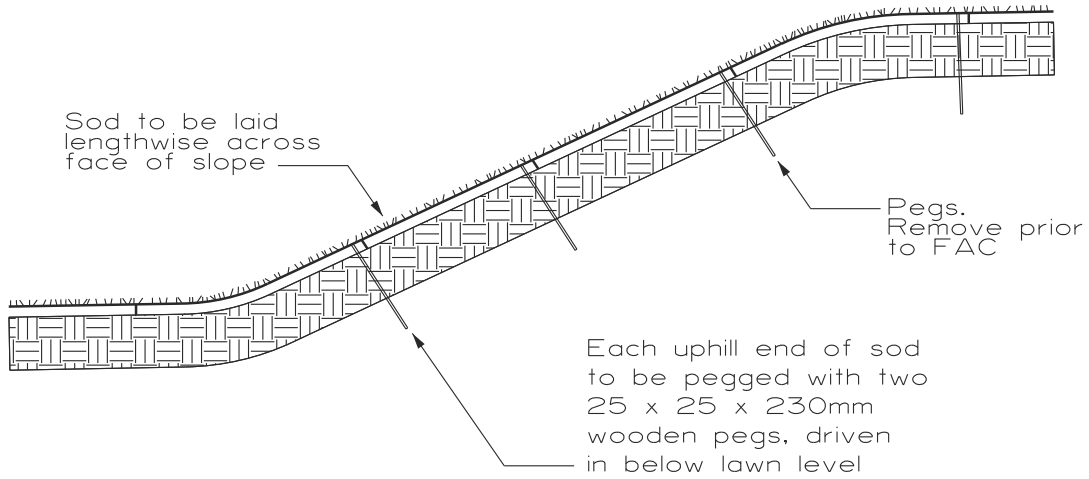 Sod to be laid
lengthwise across
face of slope
Pegs.
Remove prior
to FAC
Each uphill end of sod
to be pegged with two
25 x 25 x 230mm
wooden pegs, driven
in below lawn level